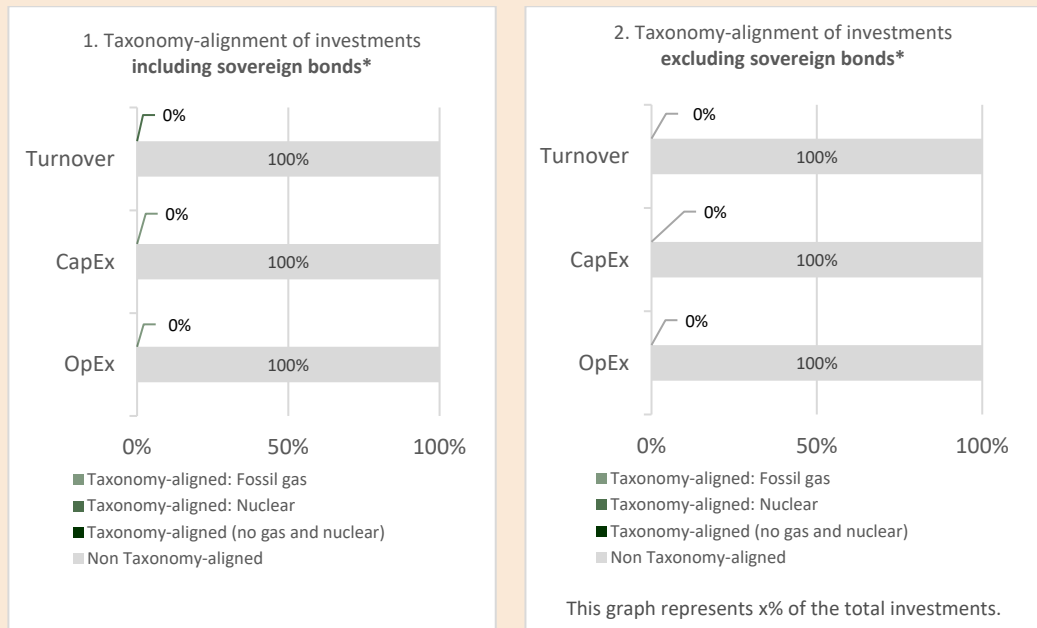 1. Taxonomy-alignment of investments
including sovereign bonds*
0%
Turnover
100%
0%
CapEx
100%
0%
OpEx
100%
0%
50%
100%
Taxonomy-aligned: Fossil gas
Taxonomy-aligned: Nuclear
Taxonomy-aligned (no gas and nuclear)
Non Taxonomy-aligned
2. Taxonomy-alignment of investments
excluding sovereign bonds*
0%
Turnover
100%
0%
CapEx
100%
0%
OpEx
100%
0%
50%
100%
Taxonomy-aligned: Fossil gas
Taxonomy-aligned: Nuclear
Taxonomy-aligned (no gas and nuclear)
Non Taxonomy-aligned
This graph represents x% of the total investments.